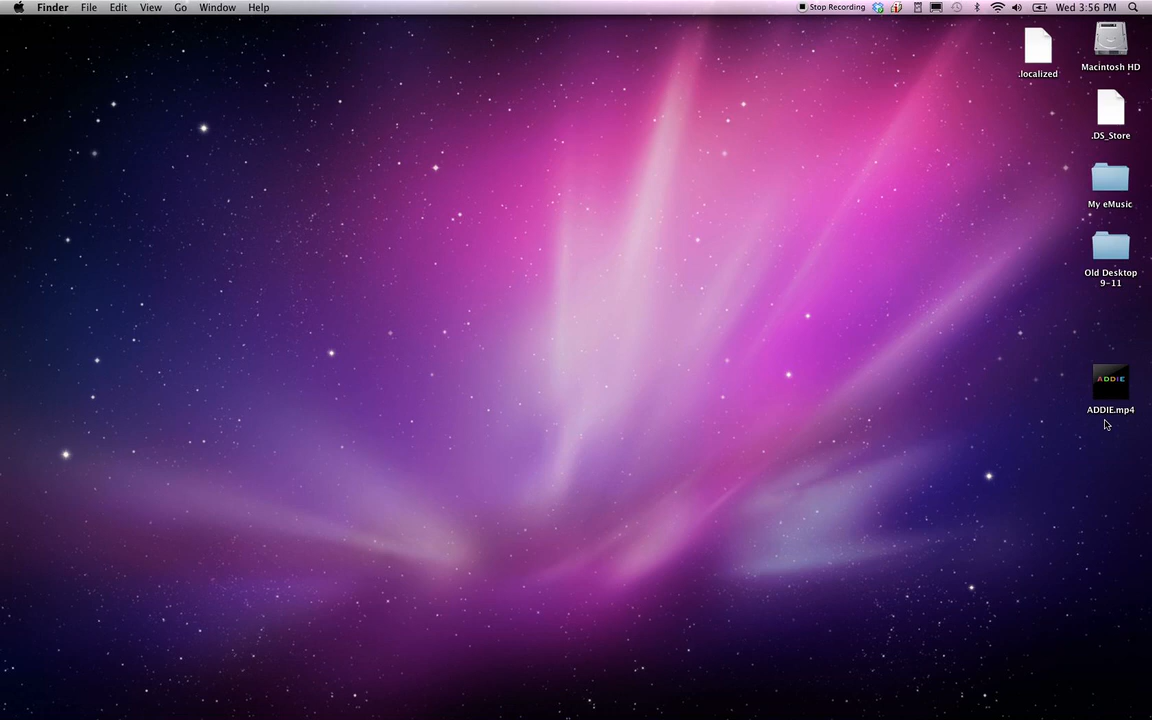 Finder File Edit View Go Window Help Stop Recording Wed 3:56 PM
.localized
Macintosh HD
.DS_Store
My eMusic
Old Desktop
9-11
ADDIE
ADDIE.mp4